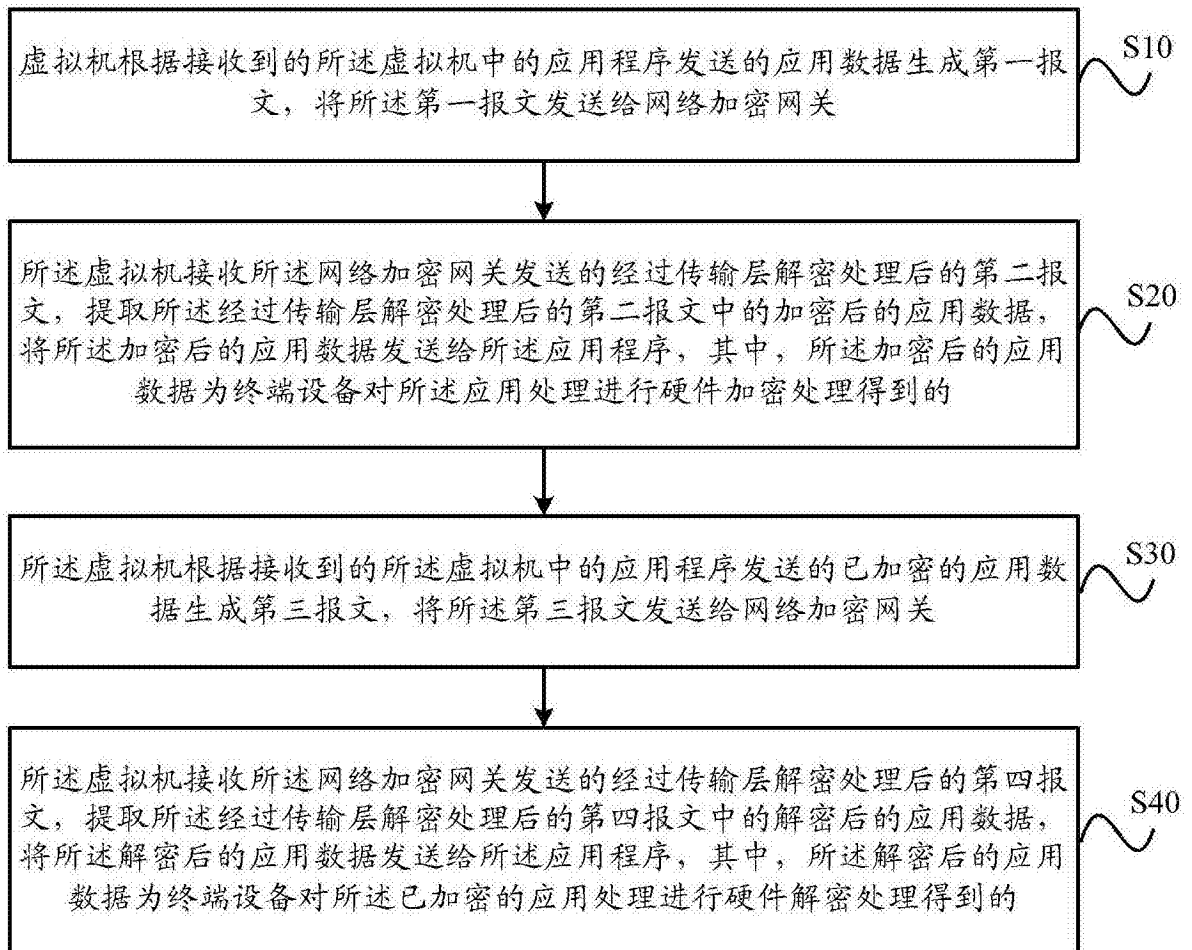 虚拟机根据接收到的所述虚拟机中的应用程序发送的应用数据生成第一报
文，将所述第一报文发送给网络加密网关
S10
所述虚拟机接收所述网络加密网关发送的经过传输层解密处理后的第二报
文，提取所述经过传输层解密处理后的第二报文中的加密后的应用数据，
将所述加密后的应用数据发送给所述应用程序，其中，所述加密后的应用
数据为终端设备对所述应用处理进行硬件加密处理得到的
S20
所述虚拟机根据接收到的所述虚拟机中的应用程序发送的已加密的应用数
据生成第三报文，将所述第三报文发送给网络加密网关
S30
所述虚拟机接收所述网络加密网关发送的经过传输层解密处理后的第四报
文，提取所述经过传输层解密处理后的第四报文中的解密后的应用数据，
将所述解密后的应用数据发送给所述应用程序，其中，所述解密后的应用
数据为终端设备对所述已加密的应用处理进行硬件解密处理得到的
S40